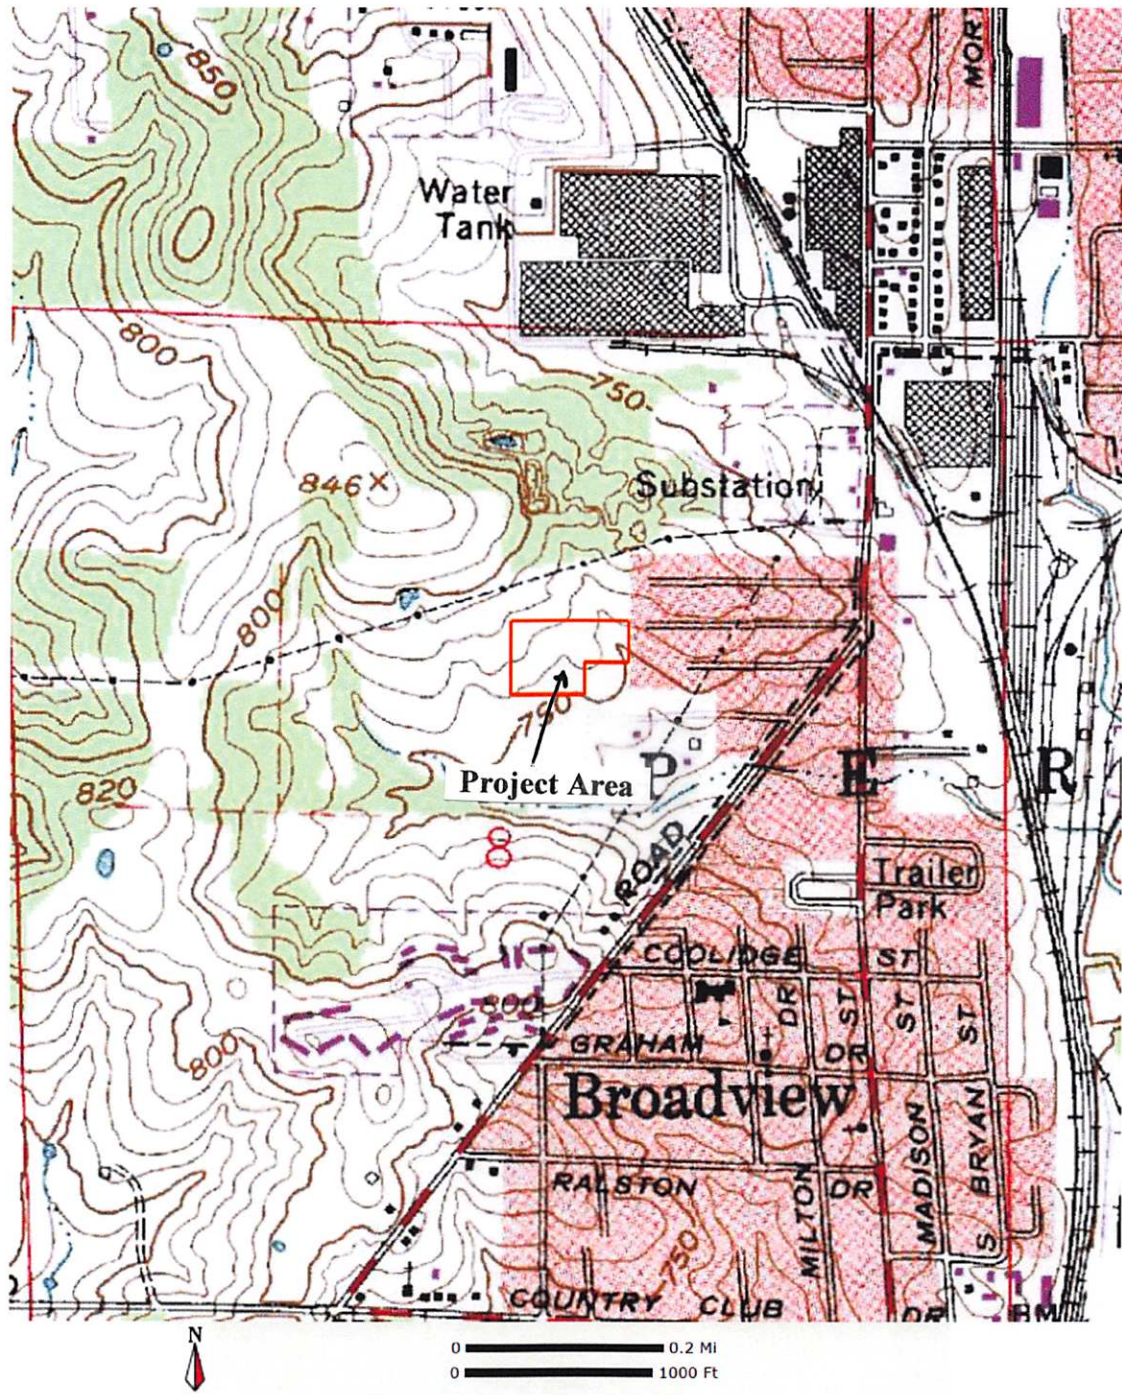 850
MORT
Water
Tank
800
750
846
Substation
800
750
P E R
Project Area
820
ROAD
Trailer
Park
COOLIDGE ST
DR
ST
ST
ST
800
GRAHAM DR
800
Broadview
MADISON
BRYAN
S
RALSTON DR
MILTON
750
COUNTRY CLUB DR
BM
N
0 0.2 Mi
0 1000 Ft